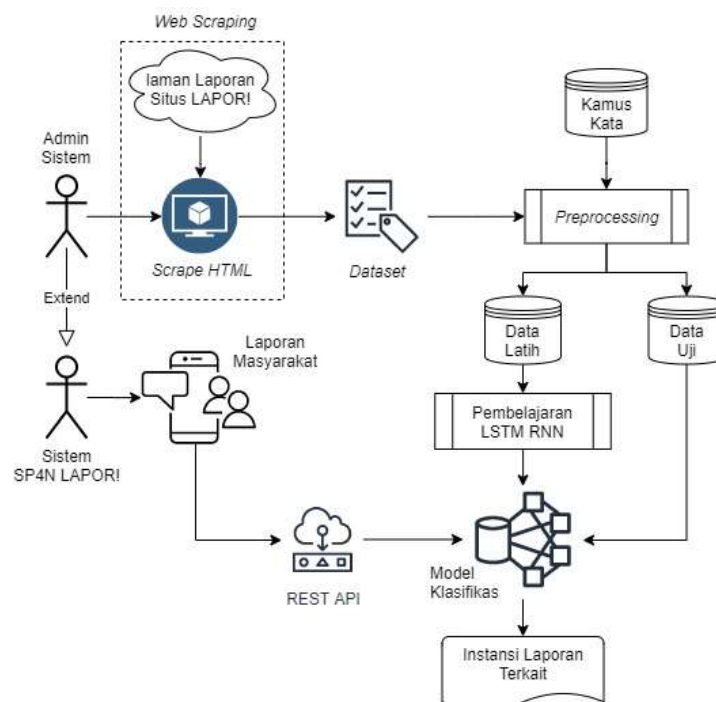 Web Scraping
laman Laporan
Situs LAPOR!
Kamus
Kata
Admin
Sistem
Scrape HTML
Dataset
Preprocessing
Extend
Data
Latih
Data
Uji
Laporan
Masyarakat
Pembelajaran
LSTM RNN
Sistem
SP4N LAPOR!
REST API
Model
Klasifikas
Instansi Laporan
Terkait